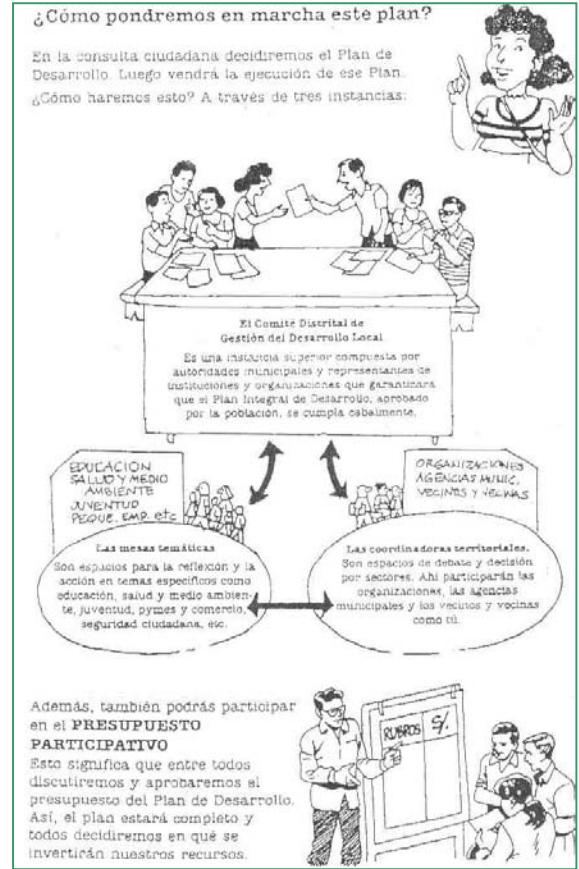 ¿Cómo pondremos en marcha este plan?
En la consulta ciudadana decidiremos el Plan de
Desarrollo. Luego vendrá la ejecución de ese Plan.
¿Cómo haremos esto? A través de tres instancias:
El Comité Distrital de
Gestión del Desarrollo Local
Es una instancia superior compuesta por
autoridades municipales y representantes de
instituciones y organizaciones que garantizará
que el Plan Integral de Desarrollo, aprobado
por la población, se cumpla cabalmente.
EDUCACION
SALUD Y MEDIO
AMBIENTE
JUVENTUD
PEQUE. EMP. etc
Las mesas temáticas
Son espacios para la reflexión y la
acción en temas específicos como
educación, salud y medio ambien-
te, juventud, pymes y comercio,
seguridad ciudadana, etc.
ORGANIZACIONES
AGENCIAS MUNIC.
VECINOS Y VECINAS
Las coordinadoras territoriales.
Son espacios de debate y decisión
por sectores. Ahí participarán las
organizaciones, las agencias
municipales y los vecinos y vecinas
como tú.
Además, también podrás participar
en el PRESUPUESTO
PARTICIPATIVO
Esto significa que entre todos
discutiremos y aprobaremos el
presupuesto del Plan de Desarrollo.
Así, el plan estará completo y
todos decidiremos en qué se
invertirán nuestros recursos.
RUBROS S/.